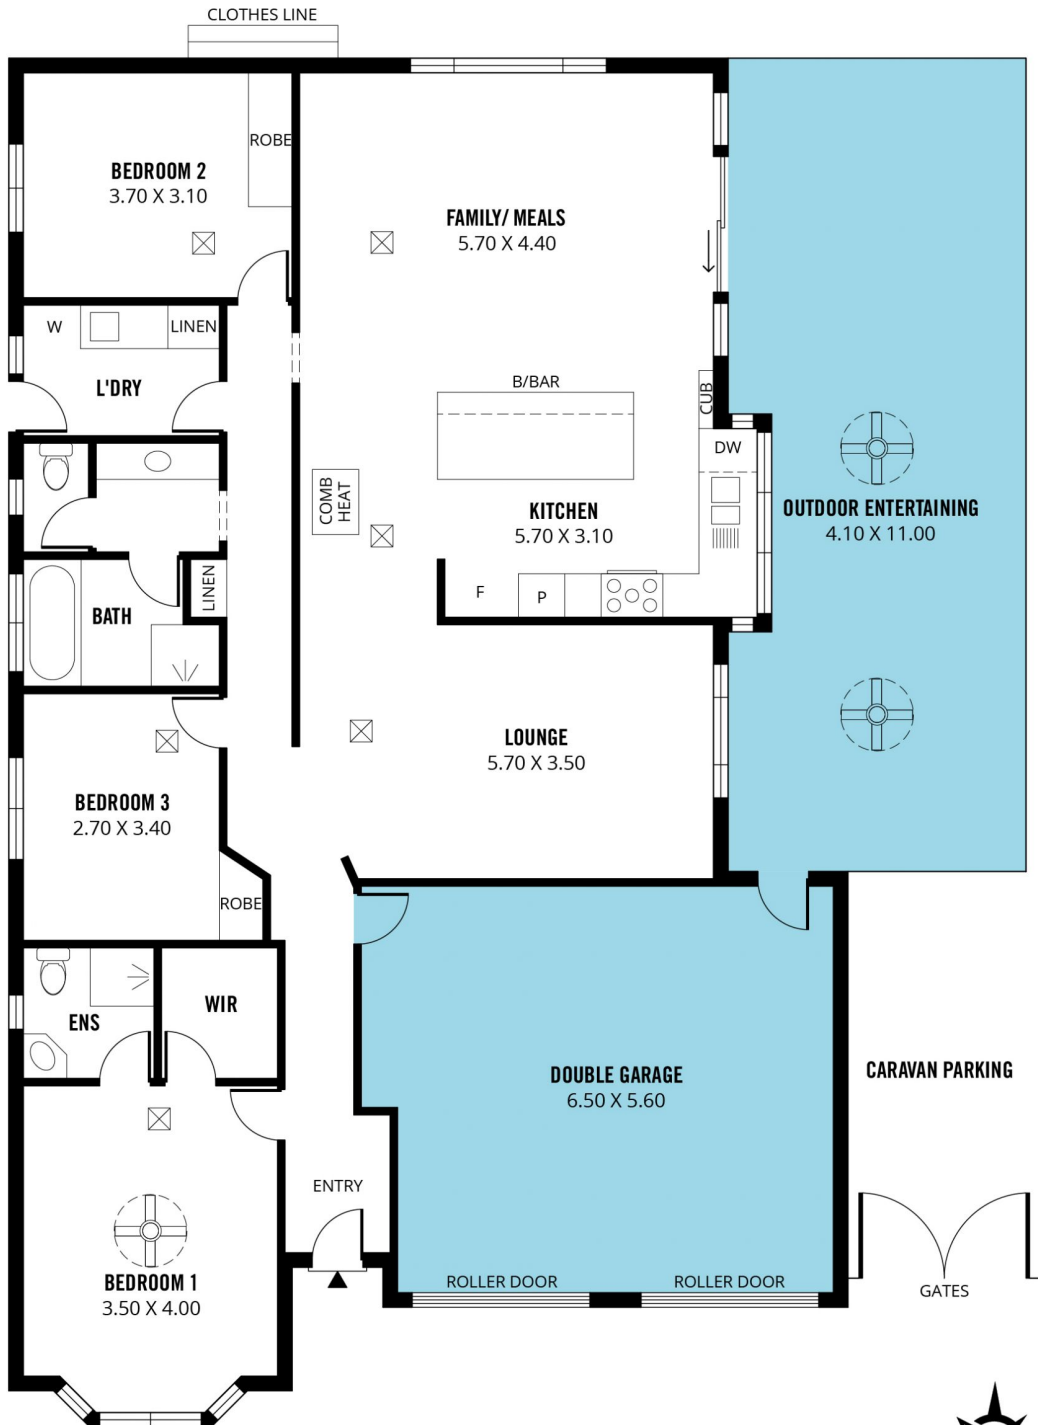 CLOTHES LINE
ROBE
BEDROOM 2
3.70 X 3.10
FAMILY/ MEALS
5.70 X 4.40
W
LINEN
L'DRY
B/BAR
CUB
DW
COMB
HEAT
KITCHEN
5.70 X 3.10
OUTDOOR ENTERTAINING
4.10 X 11.00
F
P
LINEN
BATH
LOUNGE
5.70 X 3.50
BEDROOM 3
2.70 X 3.40
ROBE
WIR
ENS
DOUBLE GARAGE
6.50 X 5.60
CARAVAN PARKING
ENTRY
BEDROOM 1
3.50 X 4.00
ROLLER DOOR
ROLLER DOOR
GATES